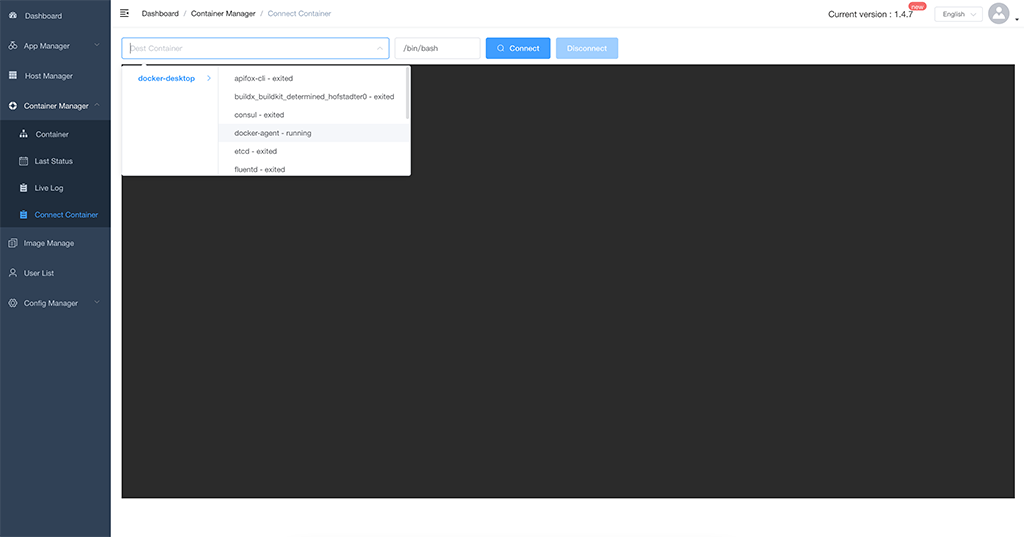 Dashboard
App Manager
Host Manager
Container Manager
Container
Last Status
Live Log
Connect Container
Image Manage
User List
Config Manager
Dashboard / Container Manager / Connect Container
Current version : 1.4.7
new
English
Dest Container
/bin/bash
Connect
Disconnect
docker-desktop
apifox-cli - exited
buildx_buildkit_determined_hofstadter0 - exited
consul - exited
docker-agent - running
etcd - exited
fluentd - exited